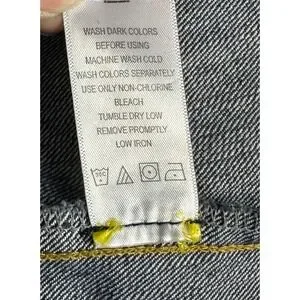 WASH DARK COLORS
BEFORE USING
MACHINE WASH COLD
WASH COLORS SEPARATELY
USE ONLY NON-CHLORINE
BLEACH
TUMBLE DRY LOW
REMOVE PROMPTLY
LOW IRON